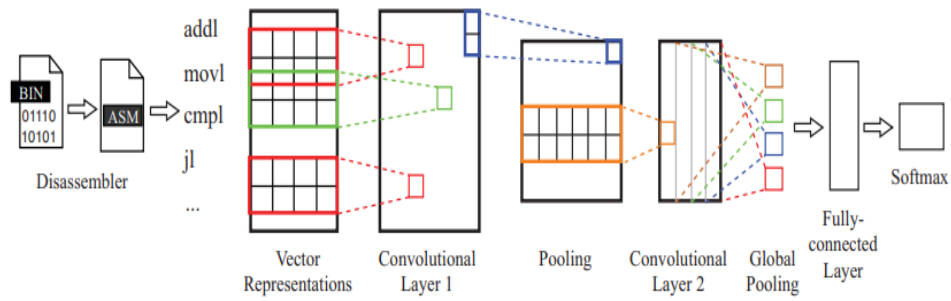 addl
movl
cmpl
jl
...
BIN
01110
10101
ASM
Disassembler
Vector
Representations
Convolutional
Layer 1
Pooling
Convolutional
Layer 2
Global
Pooling
Fully-
connected
Layer
Softmax